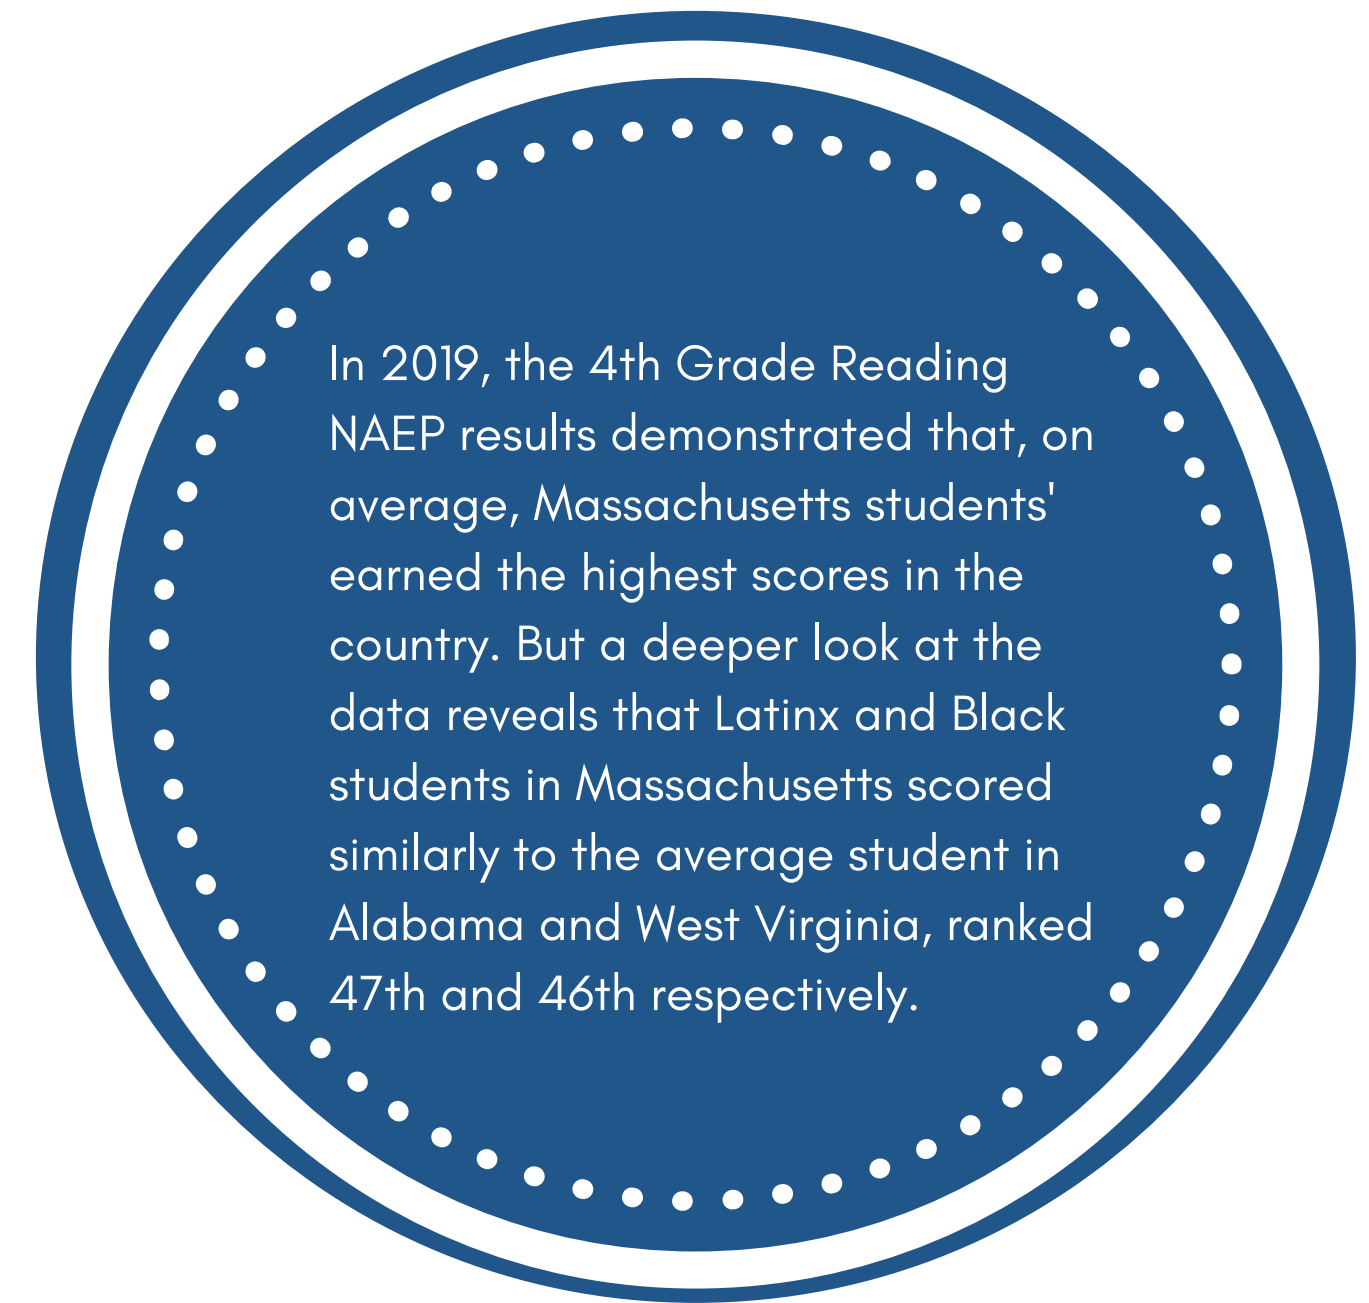 In 2019, the 4th Grade Reading
NAEP results demonstrated that, on
average, Massachusetts students'
earned the highest scores in the
country. But a deeper look at the
data reveals that Latinx and Black
students in Massachusetts scored
similarly to the average student in
Alabama and West Virginia, ranked
47th and 46th respectively.